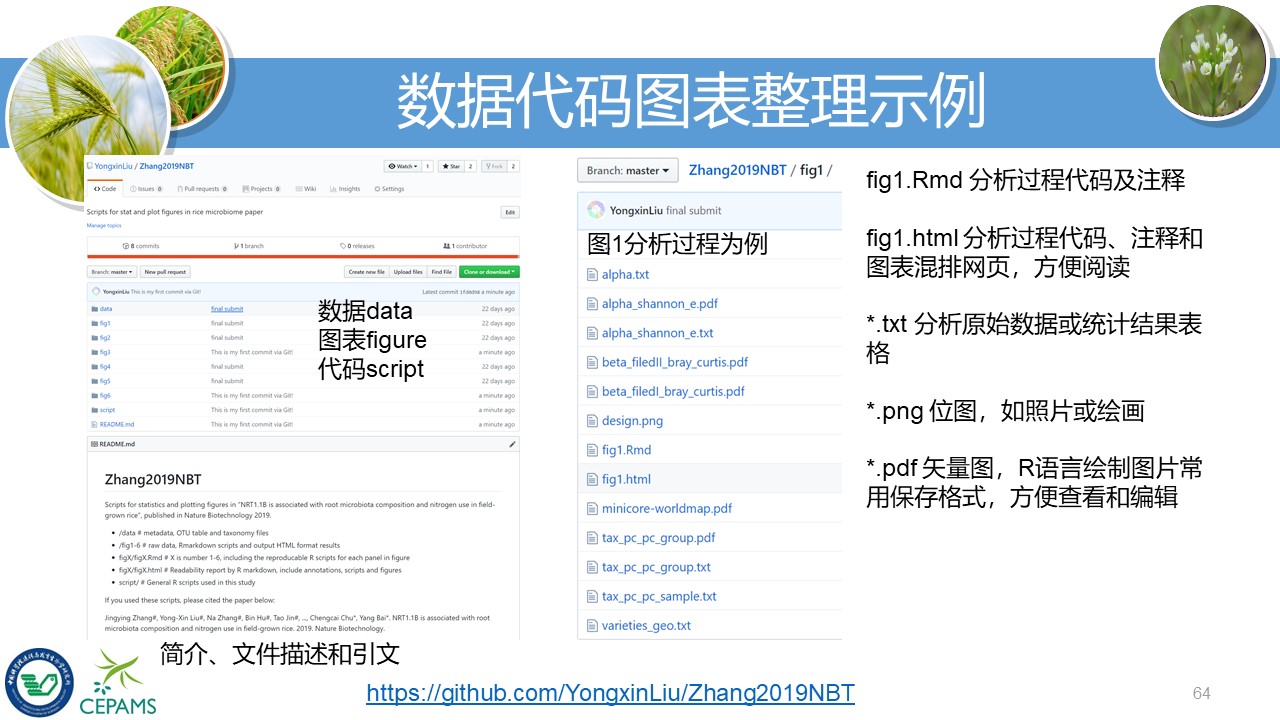 数据代码图表整理示例
YongxinLiu / Zhang2019NBT
Watch 1 Star 2 Fork 2
Code Issues 0 Pull requests 0 Projects 0 Wiki Insights Settings
Scripts for stat and plot figures in rice microbiome paper Edit
Manage topics
8 commits 1 branch 0 releases 1 contributor
Branch: master New pull request Create new file Upload files Find File Clone or download
YongxinLiu This is my first commit via Git! Latest commit a minute ago
data final submit 22 days ago
fig1 final submit 22 days ago
fig2 final submit 22 days ago
fig3 This is my first commit via Git! a minute ago
fig4 final submit 22 days ago
fig5 final submit 22 days ago
fig6 This is my first commit via Git! a minute ago
script This is my first commit via Git! a minute ago
README.md This is my first commit via Git! a minute ago
数据data
图表figure
代码script
README.md
Zhang2019NBT
Scripts for statistics and plotting figures in "NRT1.1B is associated with root microbiota composition and nitrogen use in field-
grown rice", published in Nature Biotechnology 2019.
• /data # metadata, OTU table and taxonomy files
• /fig1-6 # raw data, Rmarkdown scripts and output HTML format results
• figX/figX.Rmd # X is number 1-6, including the reproducable R scripts for each panel in figure
• figX/figX.html # Readability report by R markdown, include annotations, scripts and figures
• script/ # General R scripts used in this study
If you used these scripts, please cited the paper below:
Jingying Zhang#, Yong-Xin Liu#, Na Zhang#, Bin Hu#, Tao Jin#, ..., Chengcai Chu*, Yang Bai*. NRT1.1B is associated with root
microbiota composition and nitrogen use in field-grown rice. 2019. Nature Biotechnology.
简介、文件描述和引文
Branch: master Zhang2019NBT / fig1 /
YongxinLiu final submit
图1分析过程为例
alpha.txt
alpha_shannon_e.pdf
alpha_shannon_e.txt
beta_filedII_bray_curtis.pdf
beta_filedI_bray_curtis.pdf
design.png
fig1.Rmd
fig1.html
minicore-worldmap.pdf
tax_pc_pc_group.pdf
tax_pc_pc_group.txt
tax_pc_pc_sample.txt
varieties_geo.txt
fig1.Rmd 分析过程代码及注释
fig1.html 分析过程代码、注释和
图表混排网页，方便阅读
*.txt 分析原始数据或统计结果表
格
*.png 位图，如照片或绘画
*.pdf 矢量图，R语言绘制图片常
用保存格式，方便查看和编辑
CEPAMS
https://github.com/YongxinLiu/Zhang2019NBT
64